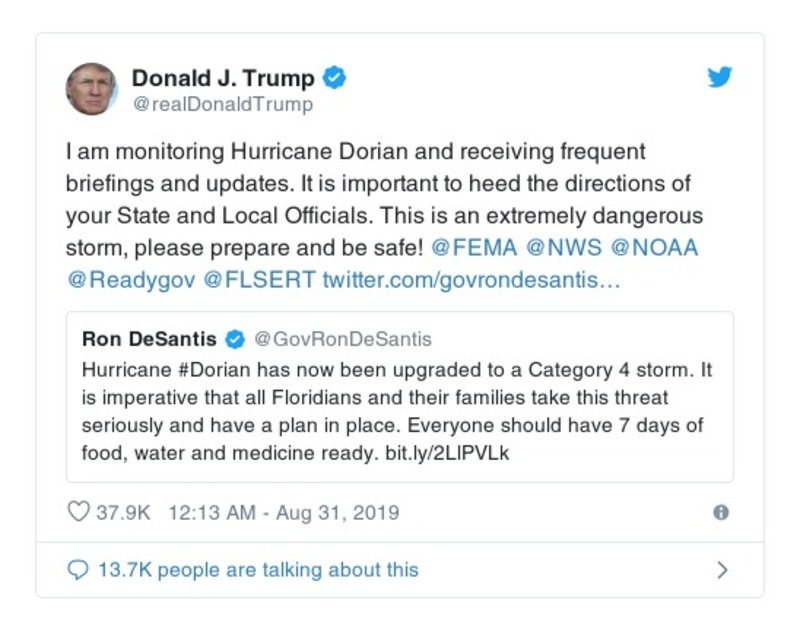 Donald J. Trump
@realDonaldTrump
I am monitoring Hurricane Dorian and receiving frequent
briefings and updates. It is important to heed the directions of
your State and Local Officials. This is an extremely dangerous
storm, please prepare and be safe! @FEMA @NWS @NOAA
@Readygov @FLSERT twitter.com/govrondesantis…
Ron DeSantis @GovRonDeSantis
Hurricane #Dorian has now been upgraded to a Category 4 storm. It
is imperative that all Floridians and their families take this threat
seriously and have a plan in place. Everyone should have 7 days of
food, water and medicine ready. bit.ly/2LlPVLk
37.9K 12:13 AM - Aug 31, 2019
13.7K people are talking about this